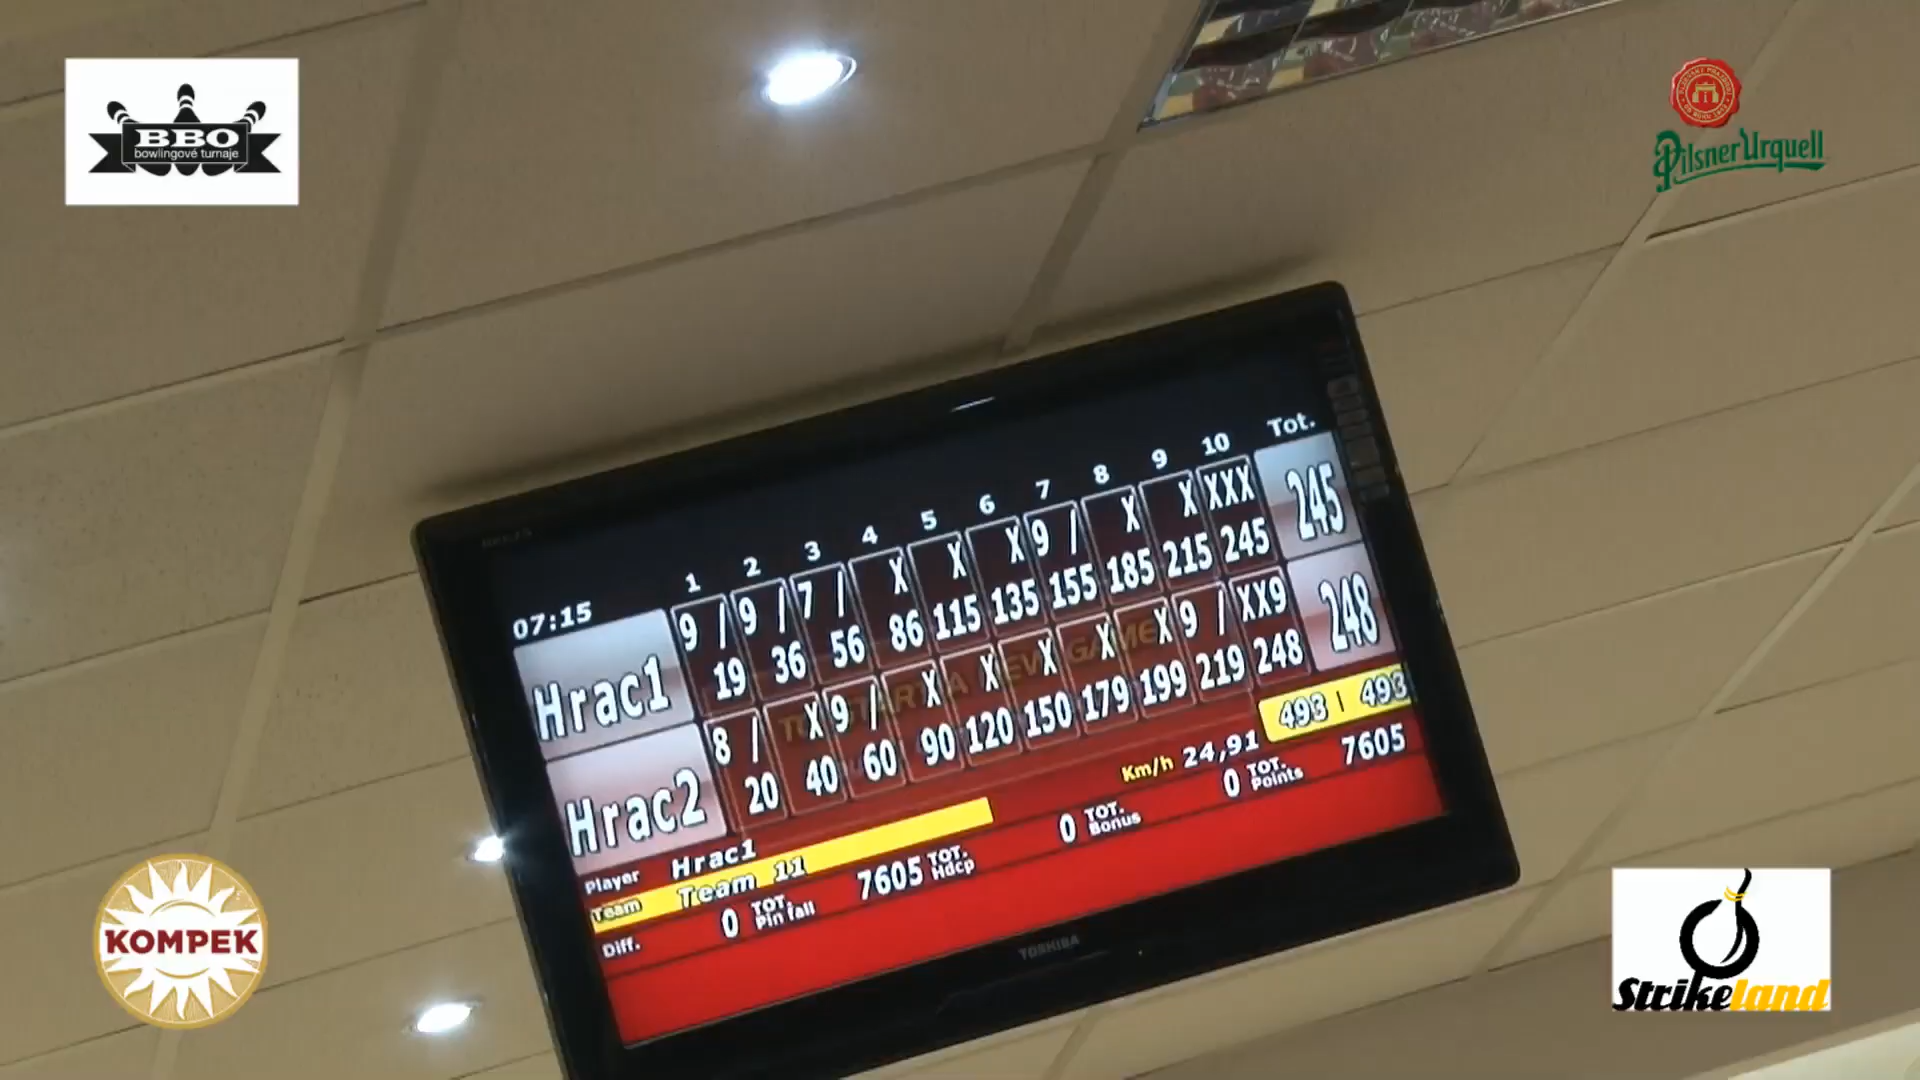 BBO
bowlingové turnaje
Pilsner Urquell
1 2 3 4 5 6 7 8 9 10 Tot.
07:15
Hrac1 9 / 9 / 7 / X X X 9 / X X XXX 245
19 36 56 86 115 135 155 185 215 245
Hrac2 8 / X 9 / X X X X X 9 / XX9 248
20 40 60 90 120 150 179 199 219 248
493 | 493
Km/h 24,91
Player Hrac1
Team Team 11
Diff. 0 TOT. Pin fall 7605 TOT. Hdcp 0 TOT. Bonus 0 TOT. Points 7605
TOSHIBA
KOMPEK
Strikeland